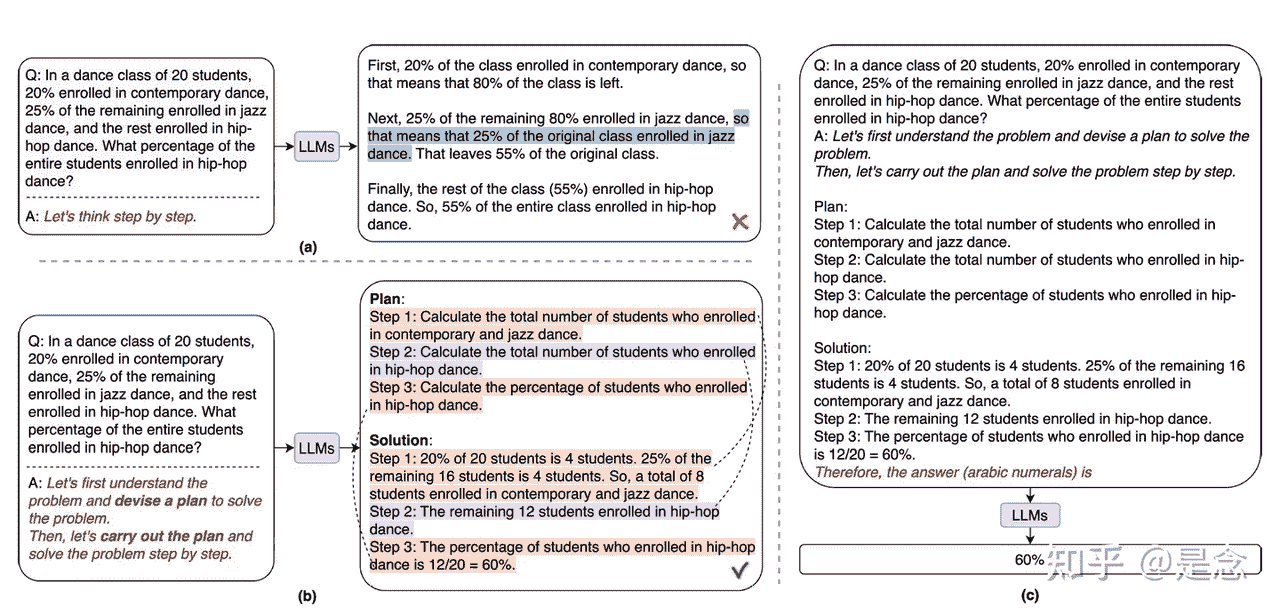 Q: In a dance class of 20 students,
20% enrolled in contemporary dance,
25% of the remaining enrolled in jazz
dance, and the rest enrolled in hip-
hop dance. What percentage of the
entire students enrolled in hip-hop
dance?
A: Let's think step by step.
LLMs
First, 20% of the class enrolled in contemporary dance, so
that means that 80% of the class is left.
Next, 25% of the remaining 80% enrolled in jazz dance, so
that means that 25% of the original class enrolled in jazz
dance. That leaves 55% of the original class.
Finally, the rest of the class (55%) enrolled in hip-hop
dance. So, 55% of the entire class enrolled in hip-hop
dance.
(a)
Q: In a dance class of 20 students,
20% enrolled in contemporary
dance, 25% of the remaining
enrolled in jazz dance, and the rest
enrolled in hip-hop dance. What
percentage of the entire students
enrolled in hip-hop dance?
A: Let's first understand the
problem and devise a plan to solve
the problem.
Then, let's carry out the plan and
solve the problem step by step.
LLMs
Plan:
Step 1: Calculate the total number of students who enrolled
in contemporary and jazz dance.
Step 2: Calculate the total number of students who enrolled
in hip-hop dance.
Step 3: Calculate the percentage of students who enrolled
in hip-hop dance.
Solution:
Step 1: 20% of 20 students is 4 students. 25% of the
remaining 16 students is 4 students. So, a total of 8
students enrolled in contemporary and jazz dance.
Step 2: The remaining 12 students enrolled in hip-hop
dance.
Step 3: The percentage of students who enrolled in hip-hop
dance is 12/20 = 60%.
(b)
Q: In a dance class of 20 students, 20% enrolled in contemporary
dance, 25% of the remaining enrolled in jazz dance, and the rest
enrolled in hip-hop dance. What percentage of the entire students
enrolled in hip-hop dance?
A: Let's first understand the problem and devise a plan to solve the
problem.
Then, let's carry out the plan and solve the problem step by step.
Plan:
Step 1: Calculate the total number of students who enrolled in
contemporary and jazz dance.
Step 2: Calculate the total number of students who enrolled in hip-
hop dance.
Step 3: Calculate the percentage of students who enrolled in hip-
hop dance.
Solution:
Step 1: 20% of 20 students is 4 students. 25% of the remaining 16
students is 4 students. So, a total of 8 students enrolled in
contemporary and jazz dance.
Step 2: The remaining 12 students enrolled in hip-hop dance.
Step 3: The percentage of students who enrolled in hip-hop dance
is 12/20 = 60%.
Therefore, the answer (arabic numerals) is
LLMs
60%
知乎 @是念
(c)